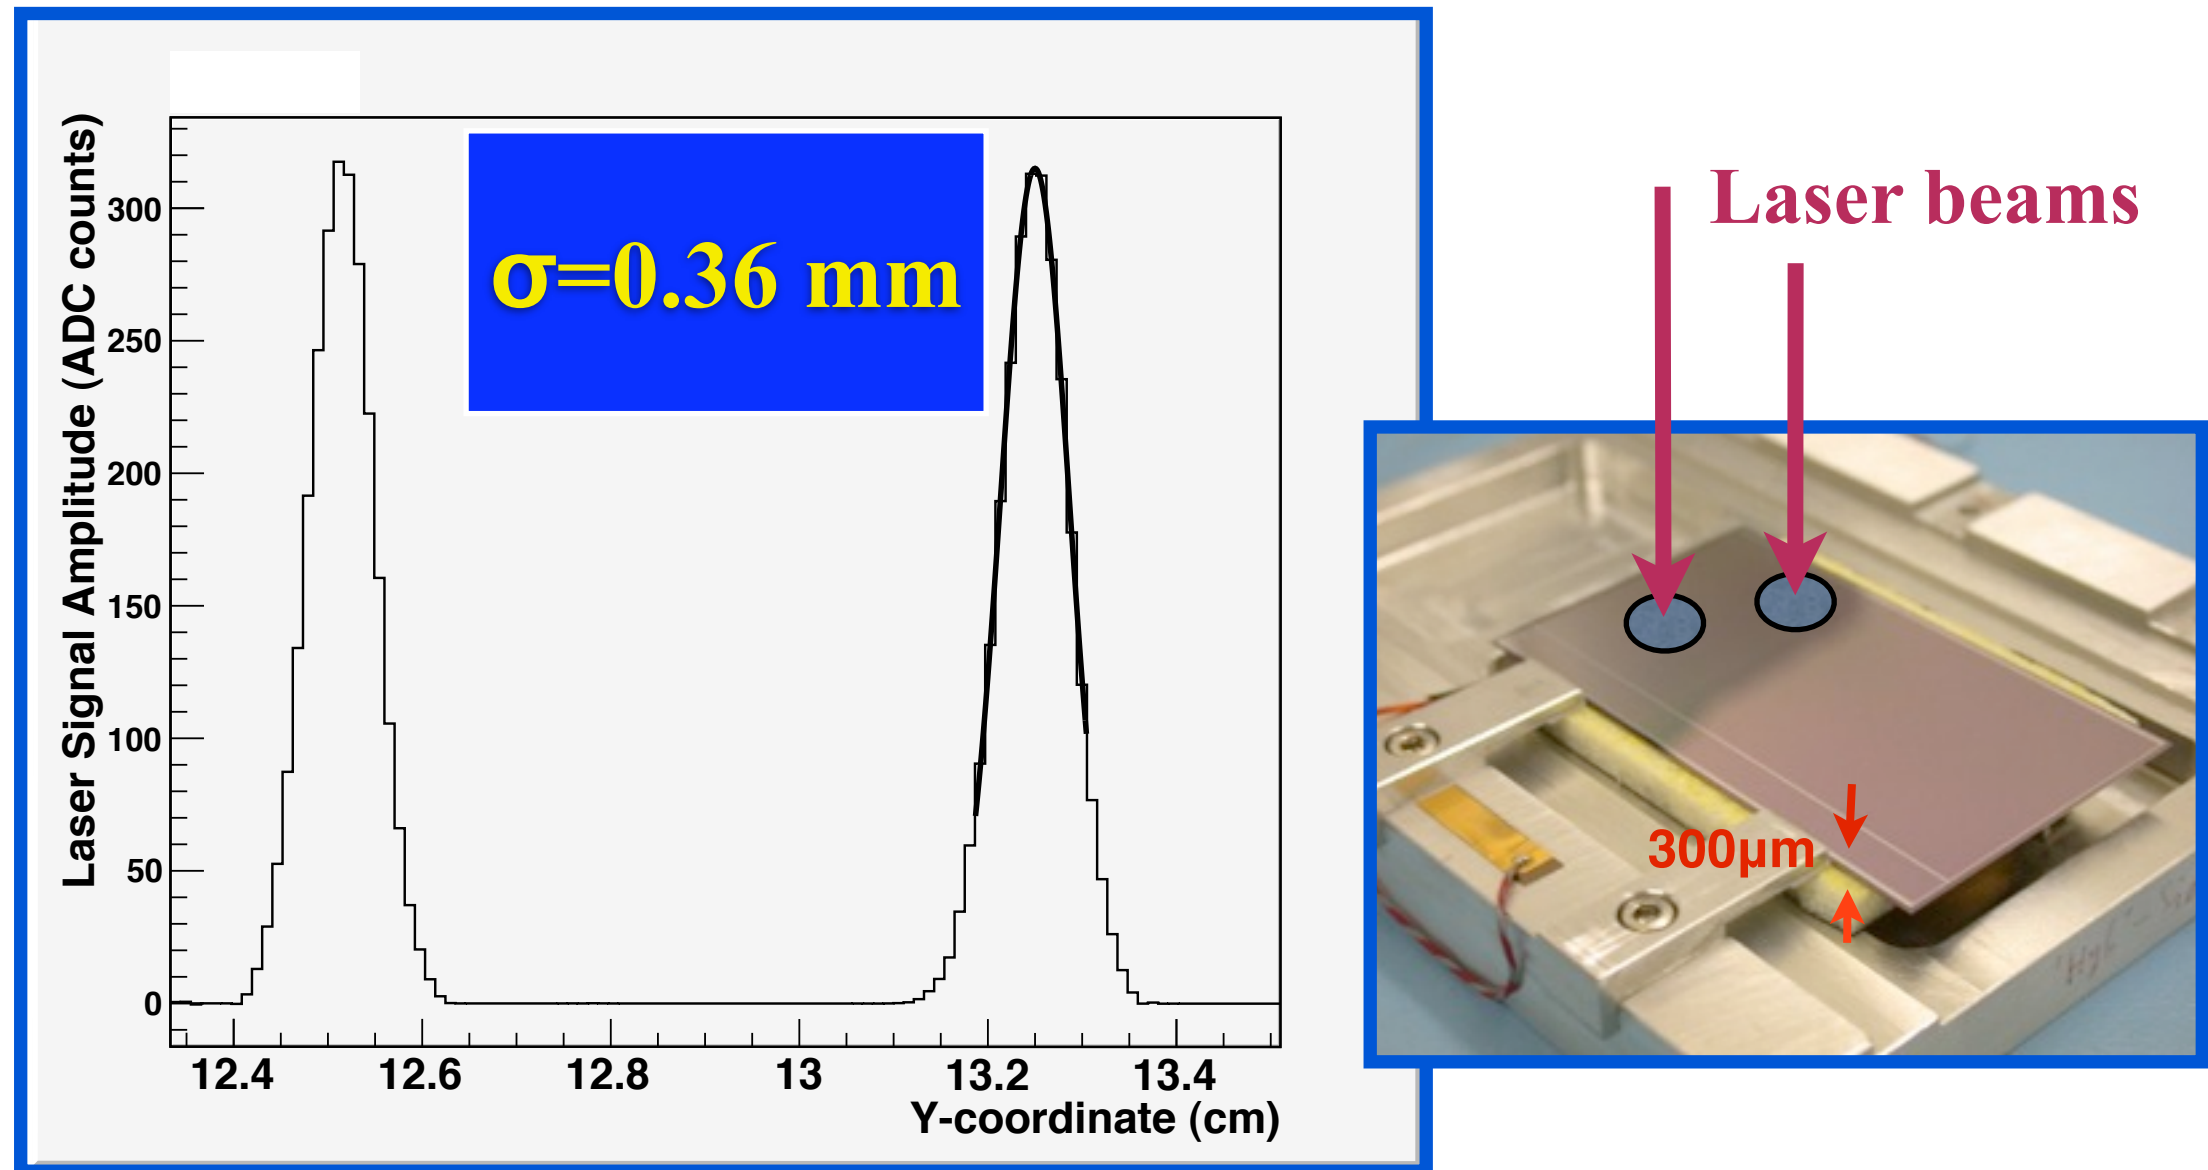 Laser Signal Amplitude (ADC counts)
300
250
200
150
100
50
0
σ=0.36 mm
12.4
12.6
12.8
13
13.2
13.4
Y-coordinate (cm)
Laser beams
300µm